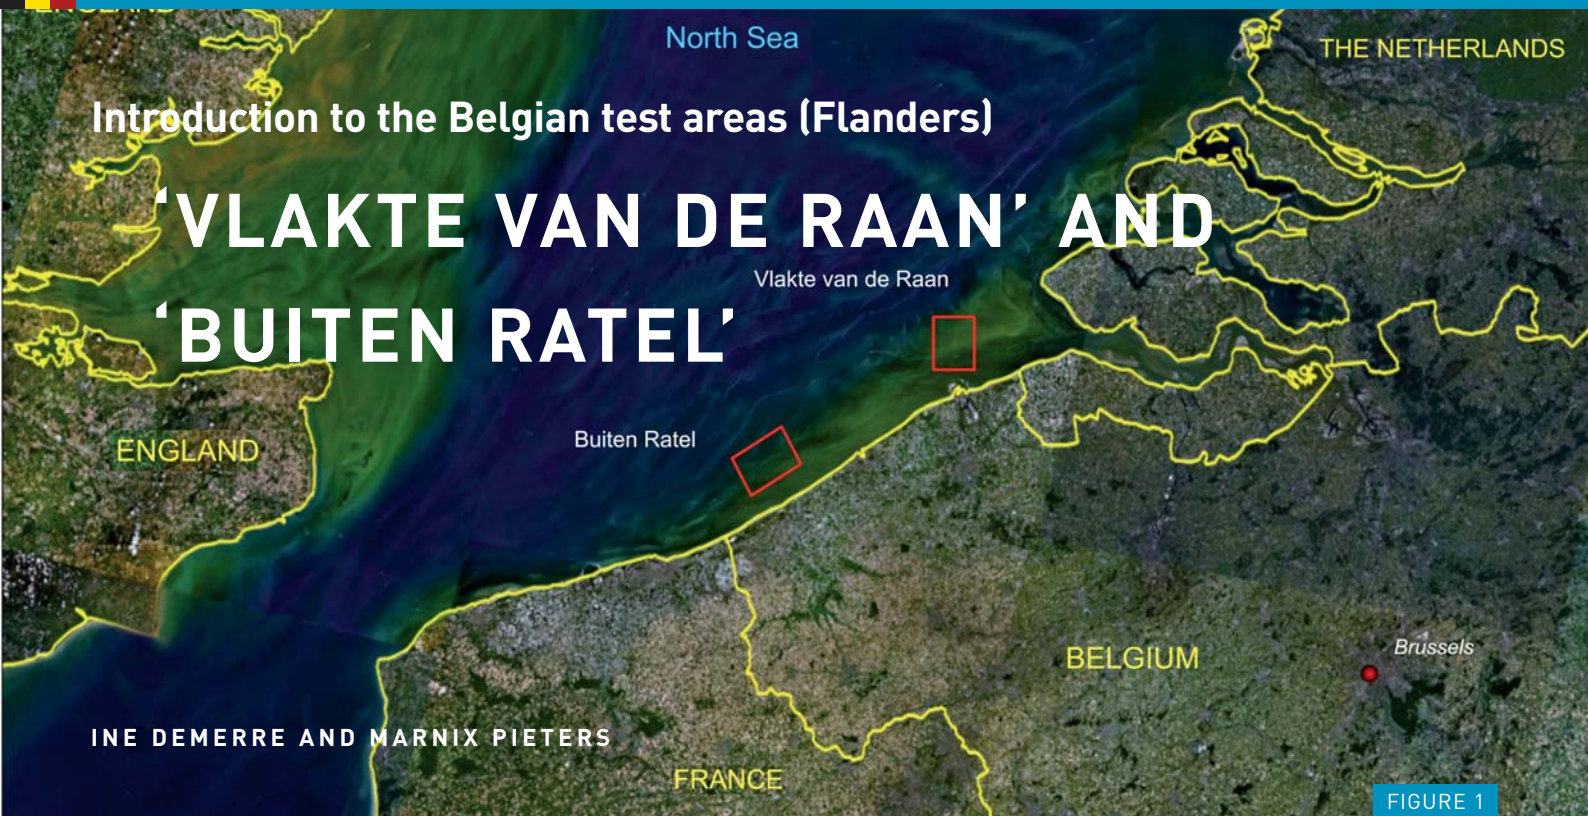 ENGLAND
North Sea
THE NETHERLANDS
Introduction to the Belgian test areas (Flanders)
‘VLAKTE VAN DE RAAN’ AND
Vlakte van de Raan
‘BUITEN RATEL’
Buiten Ratel
ENGLAND
Brussels
BELGIUM
INE DEMERRE AND MARNIX PIETERS
FRANCE
FIGURE 1